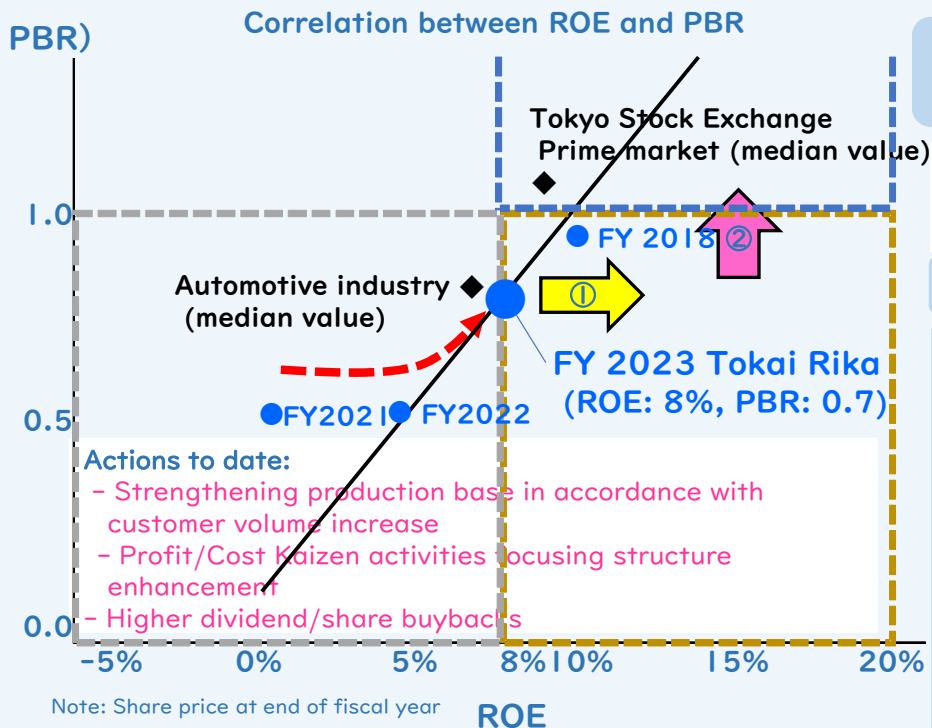 Correlation between ROE and PBR
PBR)
Tokyo Stock Exchange
Prime market (median value)
1.0
FY 2018
②
Automotive industry
(median value)
①
FY 2023 Tokai Rika
(ROE: 8%, PBR: 0.7)
FY2021
FY2022
0.5
Actions to date:
– Strengthening production base in accordance with
customer volume increase
– Profit/Cost Kaizen activities focusing structure
enhancement
– Higher dividend/share buybacks
0.0
-5% 0% 5% 8% 10% 15% 20%
Note: Share price at end of fiscal year
ROE